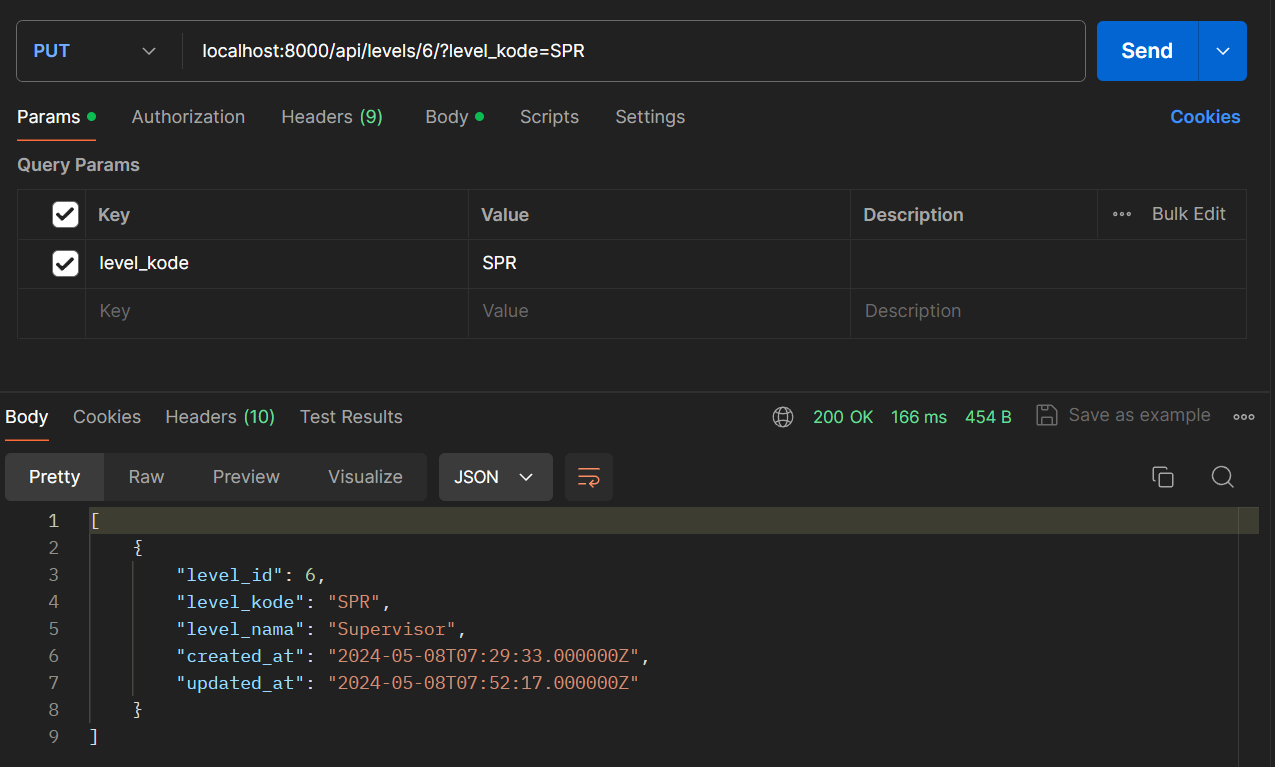 PUT localhost:8000/api/levels/6/?level_kode=SPR Send
Params Authorization Headers (9) Body Scripts Settings Cookies
Query Params
Key Value Description ••• Bulk Edit
level_kode SPR
Key Value Description
Body Cookies Headers (10) Test Results 200 OK 166 ms 454 B Save as example
Pretty Raw Preview Visualize JSON
1 [
2 {
3 "level_id": 6,
4 "level_kode": "SPR",
5 "level_nama": "Supervisor",
6 "created_at": "2024-05-08T07:29:33.000000Z",
7 "updated_at": "2024-05-08T07:52:17.000000Z"
8 }
9 ]